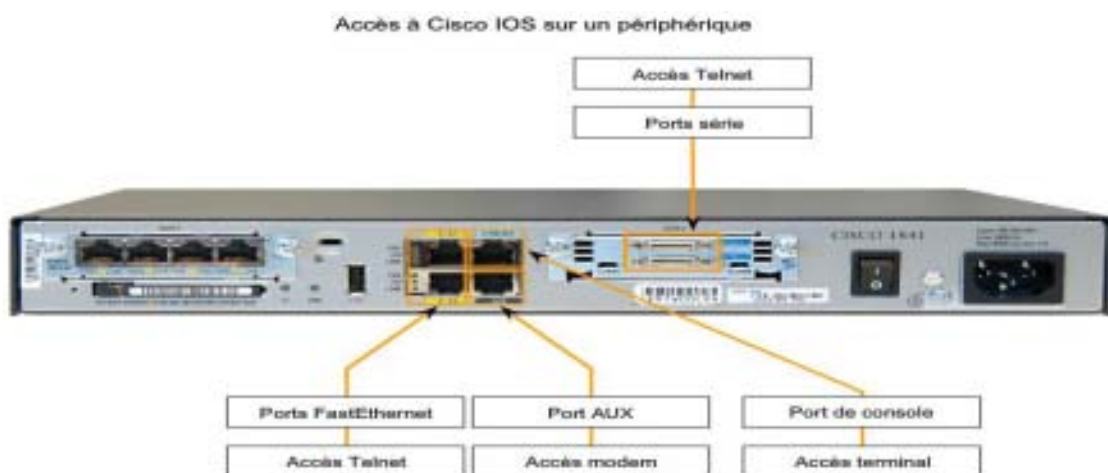 Accès à Cisco IOS sur un périphérique
Accès Telnet
Ports série
CISCO 1841
Ports FastEthernet
Port AUX
Port de console
Accès Telnet
Accès modem
Accès terminal